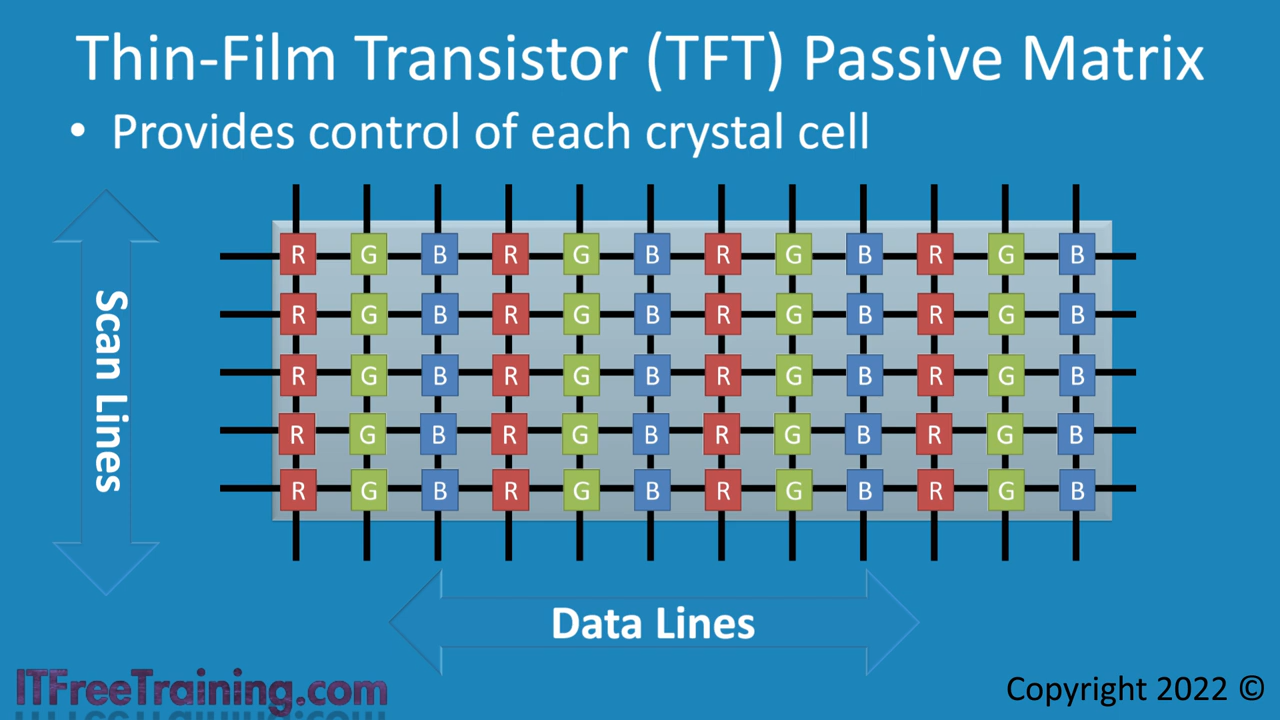 Thin-Film Transistor (TFT) Passive Matrix
• Provides control of each crystal cell
Scan Lines
R G B R G B R G B R G B
R G B R G B R G B R G B
R G B R G B R G B R G B
R G B R G B R G B R G B
R G B R G B R G B R G B
Data Lines
ITFreeTraining.com
Copyright 2022 ©